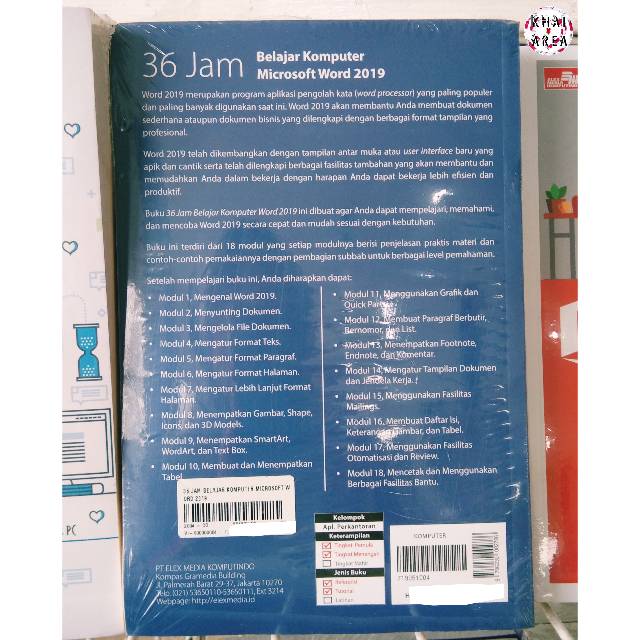 KHAI
AREA
36 Jam
Belajar Komputer
Microsoft Word 2019
Word 2019 merupakan program aplikasi pengolah kata (word processor) yang paling populer
dan paling banyak digunakan saat ini. Word 2019 akan membantu Anda membuat dokumen
sederhana ataupun dokumen bisnis yang dilengkapi dengan berbagai format tampilan yang
profesional.
Word 2019 telah dikembangkan dengan tampilan antar muka atau user interface baru yang
apik dan cantik serta telah dilengkapi berbagai fasilitas tambahan yang akan membantu dan
memudahkan Anda dalam bekerja dengan harapan Anda dapat bekerja lebih efisien dan
produktif.
Buku 36 Jam Belajar Komputer Word 2019 ini dibuat agar Anda dapat mempelajari, memahami,
dan mencoba Word 2019 secara cepat dan mudah sesuai dengan kebutuhan.
Buku ini terdiri dari 18 modul yang setiap modulnya berisi penjelasan praktis materi dan
contoh-contoh pemakaiannya dengan pembagian subbab untuk berbagai level pemahaman.
Setelah mempelajari buku ini, Anda diharapkan dapat:
• Modul 1, Mengenal Word 2019.
• Modul 2, Menyunting Dokumen.
• Modul 3, Mengelola File Dokumen.
• Modul 4, Mengatur Format Teks.
• Modul 5, Mengatur Format Paragraf.
• Modul 6, Mengatur Format Halaman.
• Modul 7, Mengatur Lebih Lanjut Format
Halaman.
• Modul 8, Menempatkan Gambar, Shape,
Icons, dan 3D Models.
• Modul 9, Menempatkan SmartArt,
WordArt, dan Text Box.
• Modul 10, Membuat dan Menempatkan
Tabel
• Modul 11, Menggunakan Grafik dan
Quick Parts.
• Modul 12, Membuat Paragraf Berbutir,
Bernomor, dan List.
• Modul 13, Menempatkan Footnote,
Endnote, dan Komentar.
• Modul 14, Mengatur Tampilan Dokumen
dan Jendela Kerja.
• Modul 15, Menggunakan Fasilitas
Mailings.
• Modul 16, Membuat Daftar Isi,
Keterangan Gambar, dan Tabel.
• Modul 17, Menggunakan Fasilitas
Otomatisasi dan Review.
• Modul 18, Mencetak dan Menggunakan
Berbagai Fasilitas Bantu.
36 JAM BELAJAR KOMPUTER MICROSOFT W
ORD 2019
Kelompok
Apl. Perkantoran
Keterampilan
Tingkat Pemula
Tingkat Menengah
Tingkat Mahir
Jenis Buku
Referensi
Tutorial
Latihan
KOMPUTER
719051004
PT ELEX MEDIA KOMPUTINDO
Kompas Gramedia Building
Jl. Palmerah Barat 29-37, Jakarta 10270
Telp. (021) 53650110-53650111, Ext 3214
Webpage: http://elexmedia.id
PC